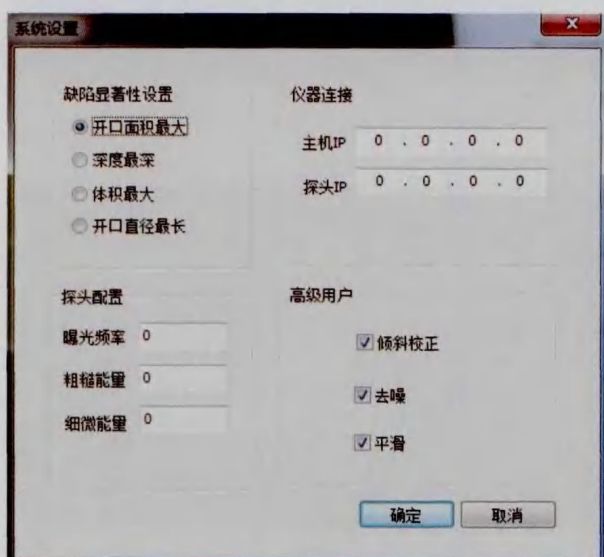 系统设置
缺陷显著性设置
开口面积最大
深度最深
体积最大
开口直径最长
仪器连接
主机IP 0 . 0 . 0 . 0
探头IP 0 . 0 . 0 . 0
探头配置
曝光频率 0
粗糙能量 0
细微能量 0
高级用户
倾斜校正
去噪
平滑
确定
取消